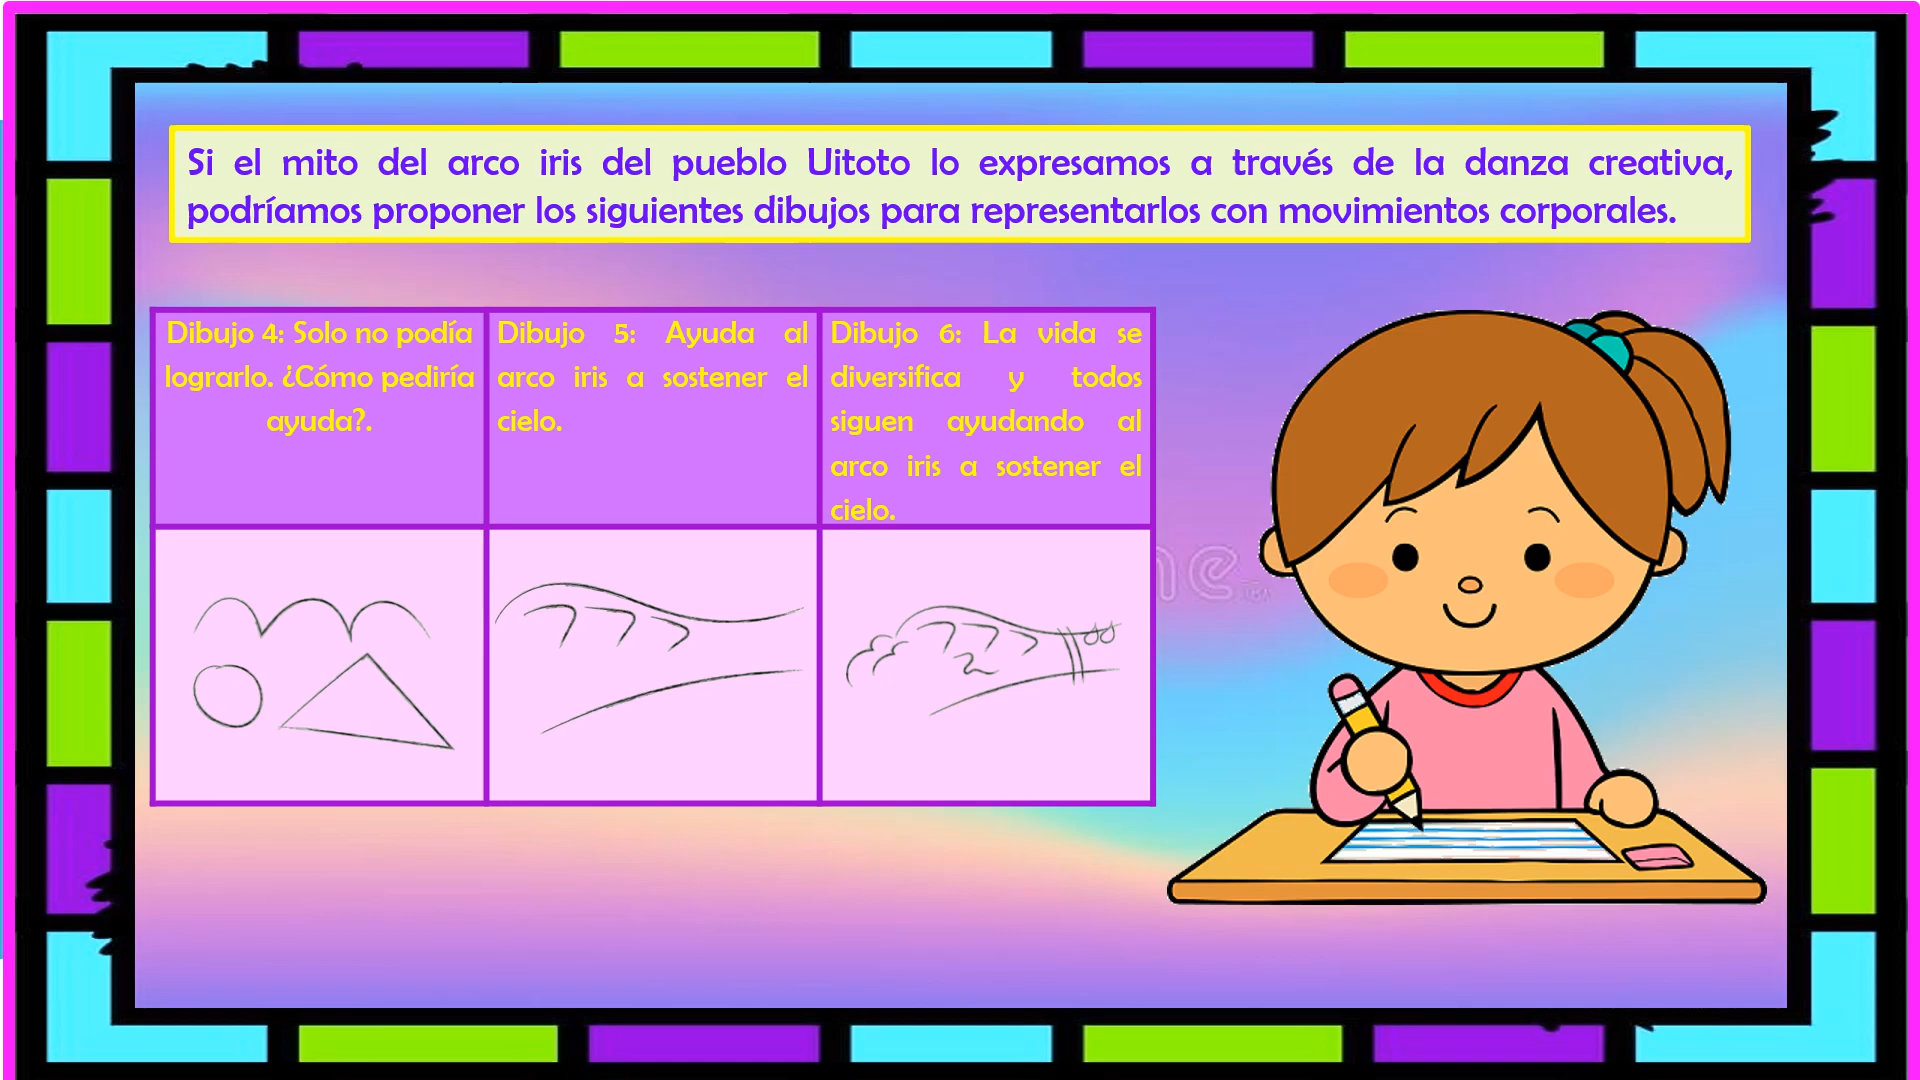 Si el mito del arco iris del pueblo Uitoto lo expresamos a través de la danza creativa,
podríamos proponer los siguientes dibujos para representarlos con movimientos corporales.
Dibujo 4: Solo no podía
lograrlo. ¿Cómo pediría
ayuda?.
Dibujo 5: Ayuda al
arco iris a sostener el
cielo.
Dibujo 6: La vida se
diversifica y todos
siguen ayudando al
arco iris a sostener el
cielo.